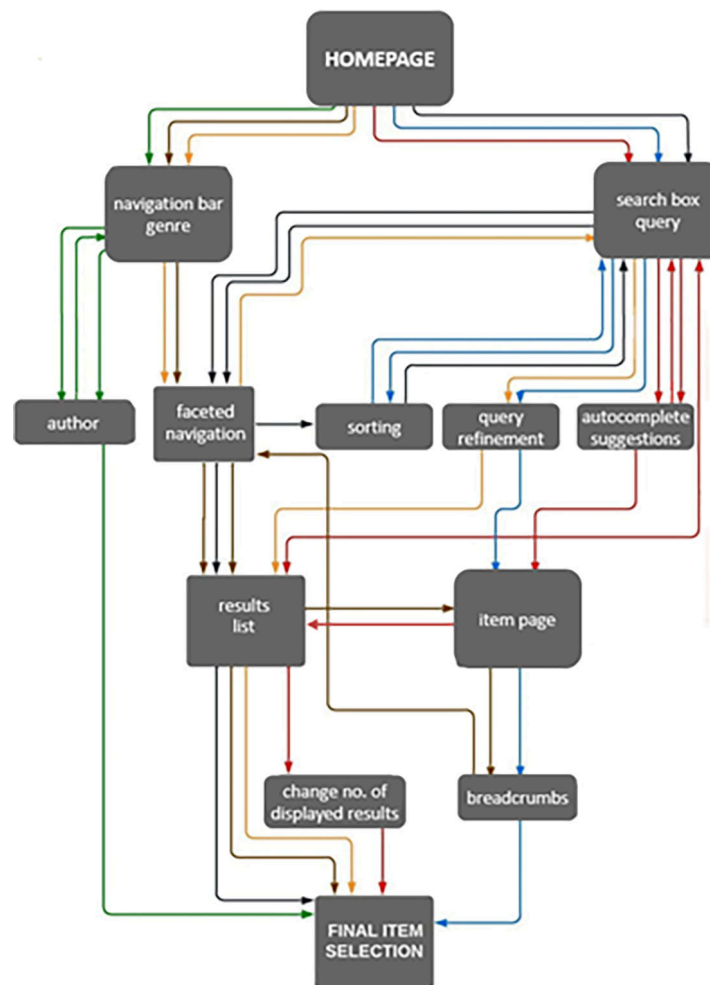 HOMEPAGE
navigation bar
genre
search box
query
author
faceted
navigation
sorting
query
refinement
autocomplete
suggestions
results
list
item page
change no. of
displayed results
breadcrumbs
FINAL ITEM
SELECTION